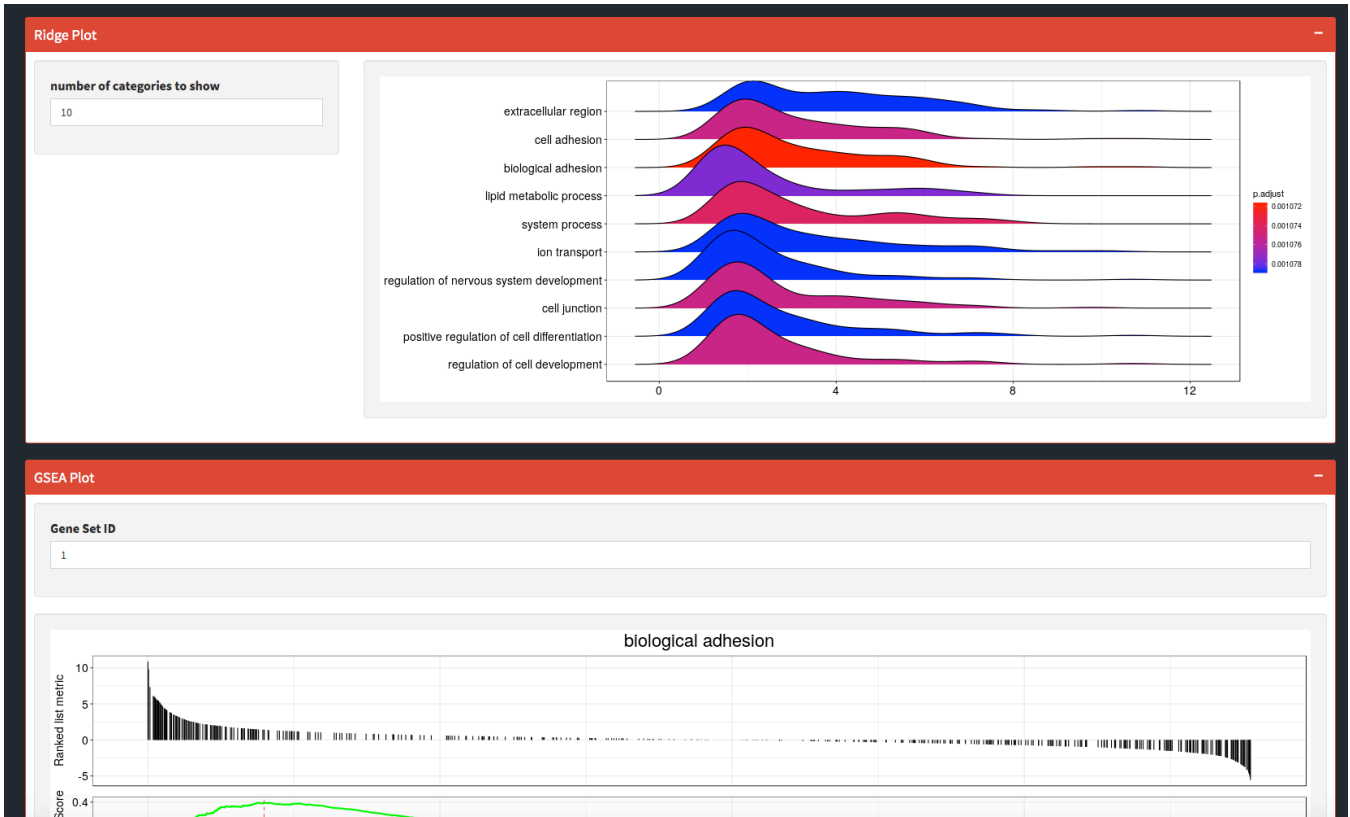 Ridge Plot
−
number of categories to show
10
extracellular region
cell adhesion
biological adhesion
lipid metabolic process
system process
ion transport
regulation of nervous system development
cell junction
positive regulation of cell differentiation
regulation of cell development
0 4 8 12
p.adjust
0.001072
0.001074
0.001076
0.001078
GSEA Plot
−
Gene Set ID
1
biological adhesion
Ranked list metric
10
5
0
-5
Score
0.4